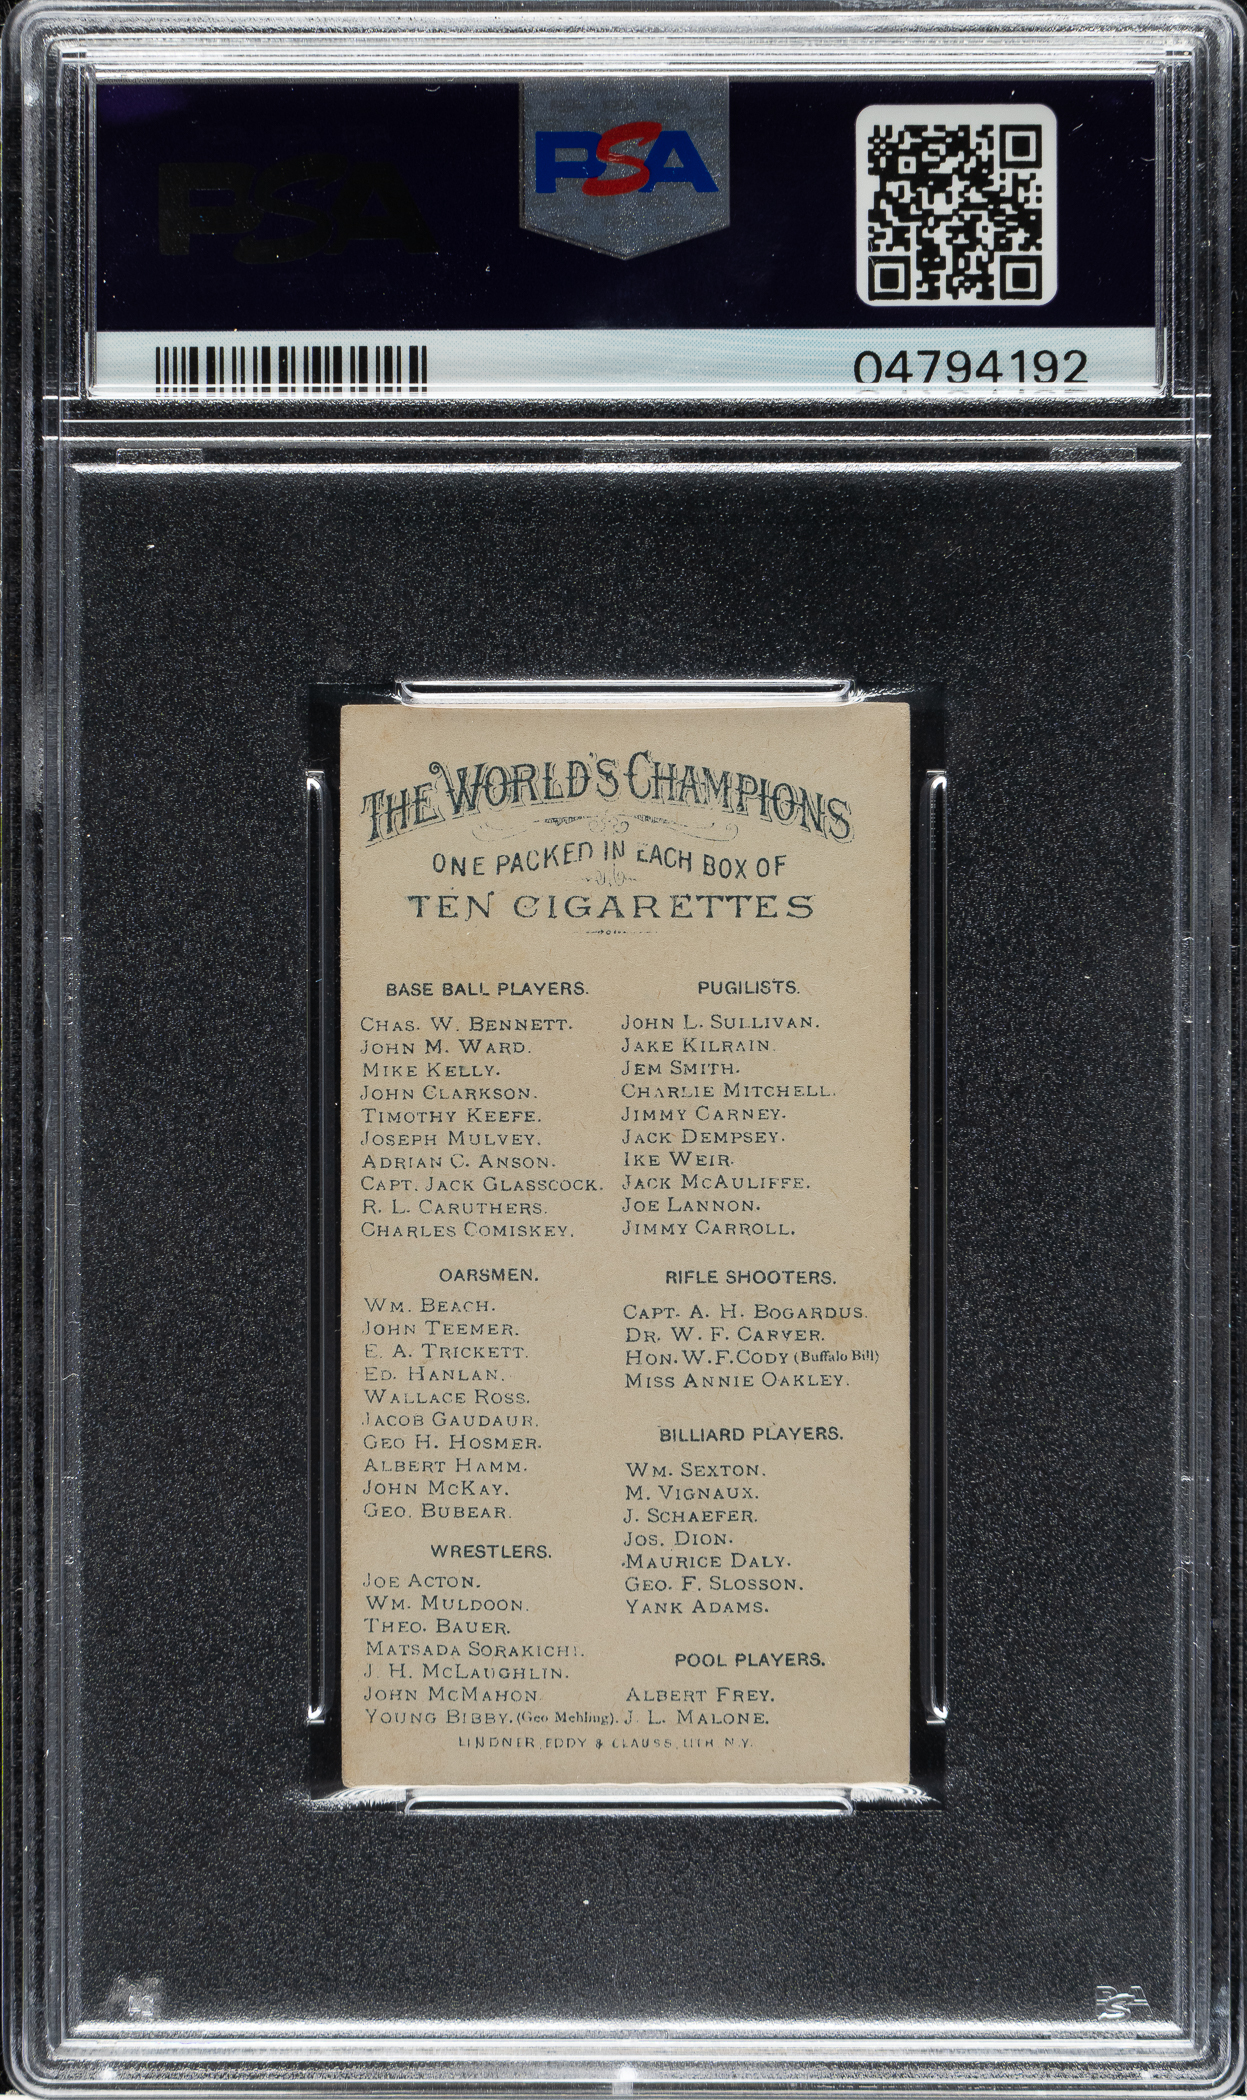 PSA
PSA
04794192
THE WORLD'S CHAMPIONS
ONE PACKED IN EACH BOX OF
TEN CIGARETTES
BASE BALL PLAYERS.
CHAS. W. BENNETT.
JOHN M. WARD.
MIKE KELLY.
JOHN CLARKSON.
TIMOTHY KEEFE.
JOSEPH MULVEY.
ADRIAN C. ANSON.
CAPT. JACK GLASSCOCK.
R. L. CARUTHERS.
CHARLES COMISKEY.
OARSMEN.
WM. BEACH.
JOHN TEEMER.
E. A. TRICKETT.
ED. HANLAN.
WALLACE ROSS.
JACOB GAUDAUR.
GEO H. HOSMER.
ALBERT HAMM.
JOHN MCKAY.
GEO. BUBEAR.
WRESTLERS.
JOE ACTON.
WM. MULDOON.
THEO. BAUER.
MATSADA SORAKICHI.
J. H. MCLAUGHLIN.
JOHN MCMAHON.
YOUNG BIBBY. (Geo Mehling).
PUGILISTS.
JOHN L. SULLIVAN.
JAKE KILRAIN.
JEM SMITH.
CHARLIE MITCHELL.
JIMMY CARNEY.
JACK DEMPSEY.
IKE WEIR.
JACK MCAULIFFE.
JOE LANNON.
JIMMY CARROLL.
RIFLE SHOOTERS.
CAPT. A. H. BOGARDUS.
DR. W. F. CARVER.
HON. W. F. CODY (Buffalo Bill)
MISS ANNIE OAKLEY.
BILLIARD PLAYERS.
WM. SEXTON.
M. VIGNAUX.
J. SCHAEFER.
JOS. DION.
MAURICE DALY.
GEO. F. SLOSSON.
YANK ADAMS.
POOL PLAYERS.
ALBERT FREY.
J. L. MALONE.
LINDNER, EDDY & CLAUSS, LITH. N.Y.
PSA